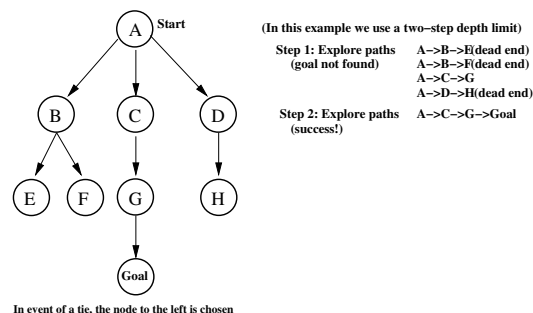 A Start
B C D
E F G H
Goal
In event of a tie, the node to the left is chosen
(In this example we use a two-step depth limit)
Step 1: Explore paths A->B->E(dead end)
(goal not found) A->B->F(dead end)
A->C->G
A->D->H(dead end)
Step 2: Explore paths A->C->G->Goal
(success!)